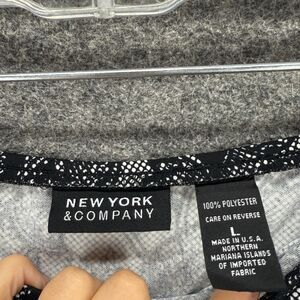 NEW YORK
& COMPANY
100% POLYESTER
CARE ON REVERSE
L
MADE IN U.S.A.
NORTHERN
MARIANA ISLANDS
OF IMPORTED
FABRIC